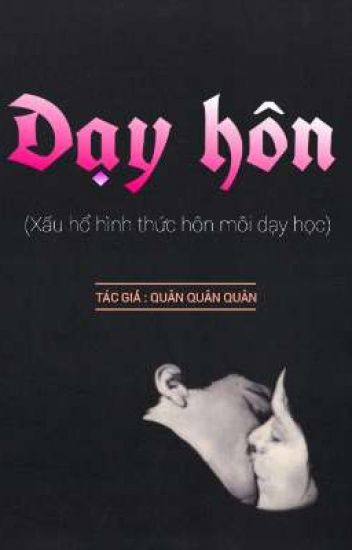 Dạy hôn
(Xấu hổ hình thức hôn môi dạy học)
TÁC GIẢ : QUÂN QUÂN QUÂN